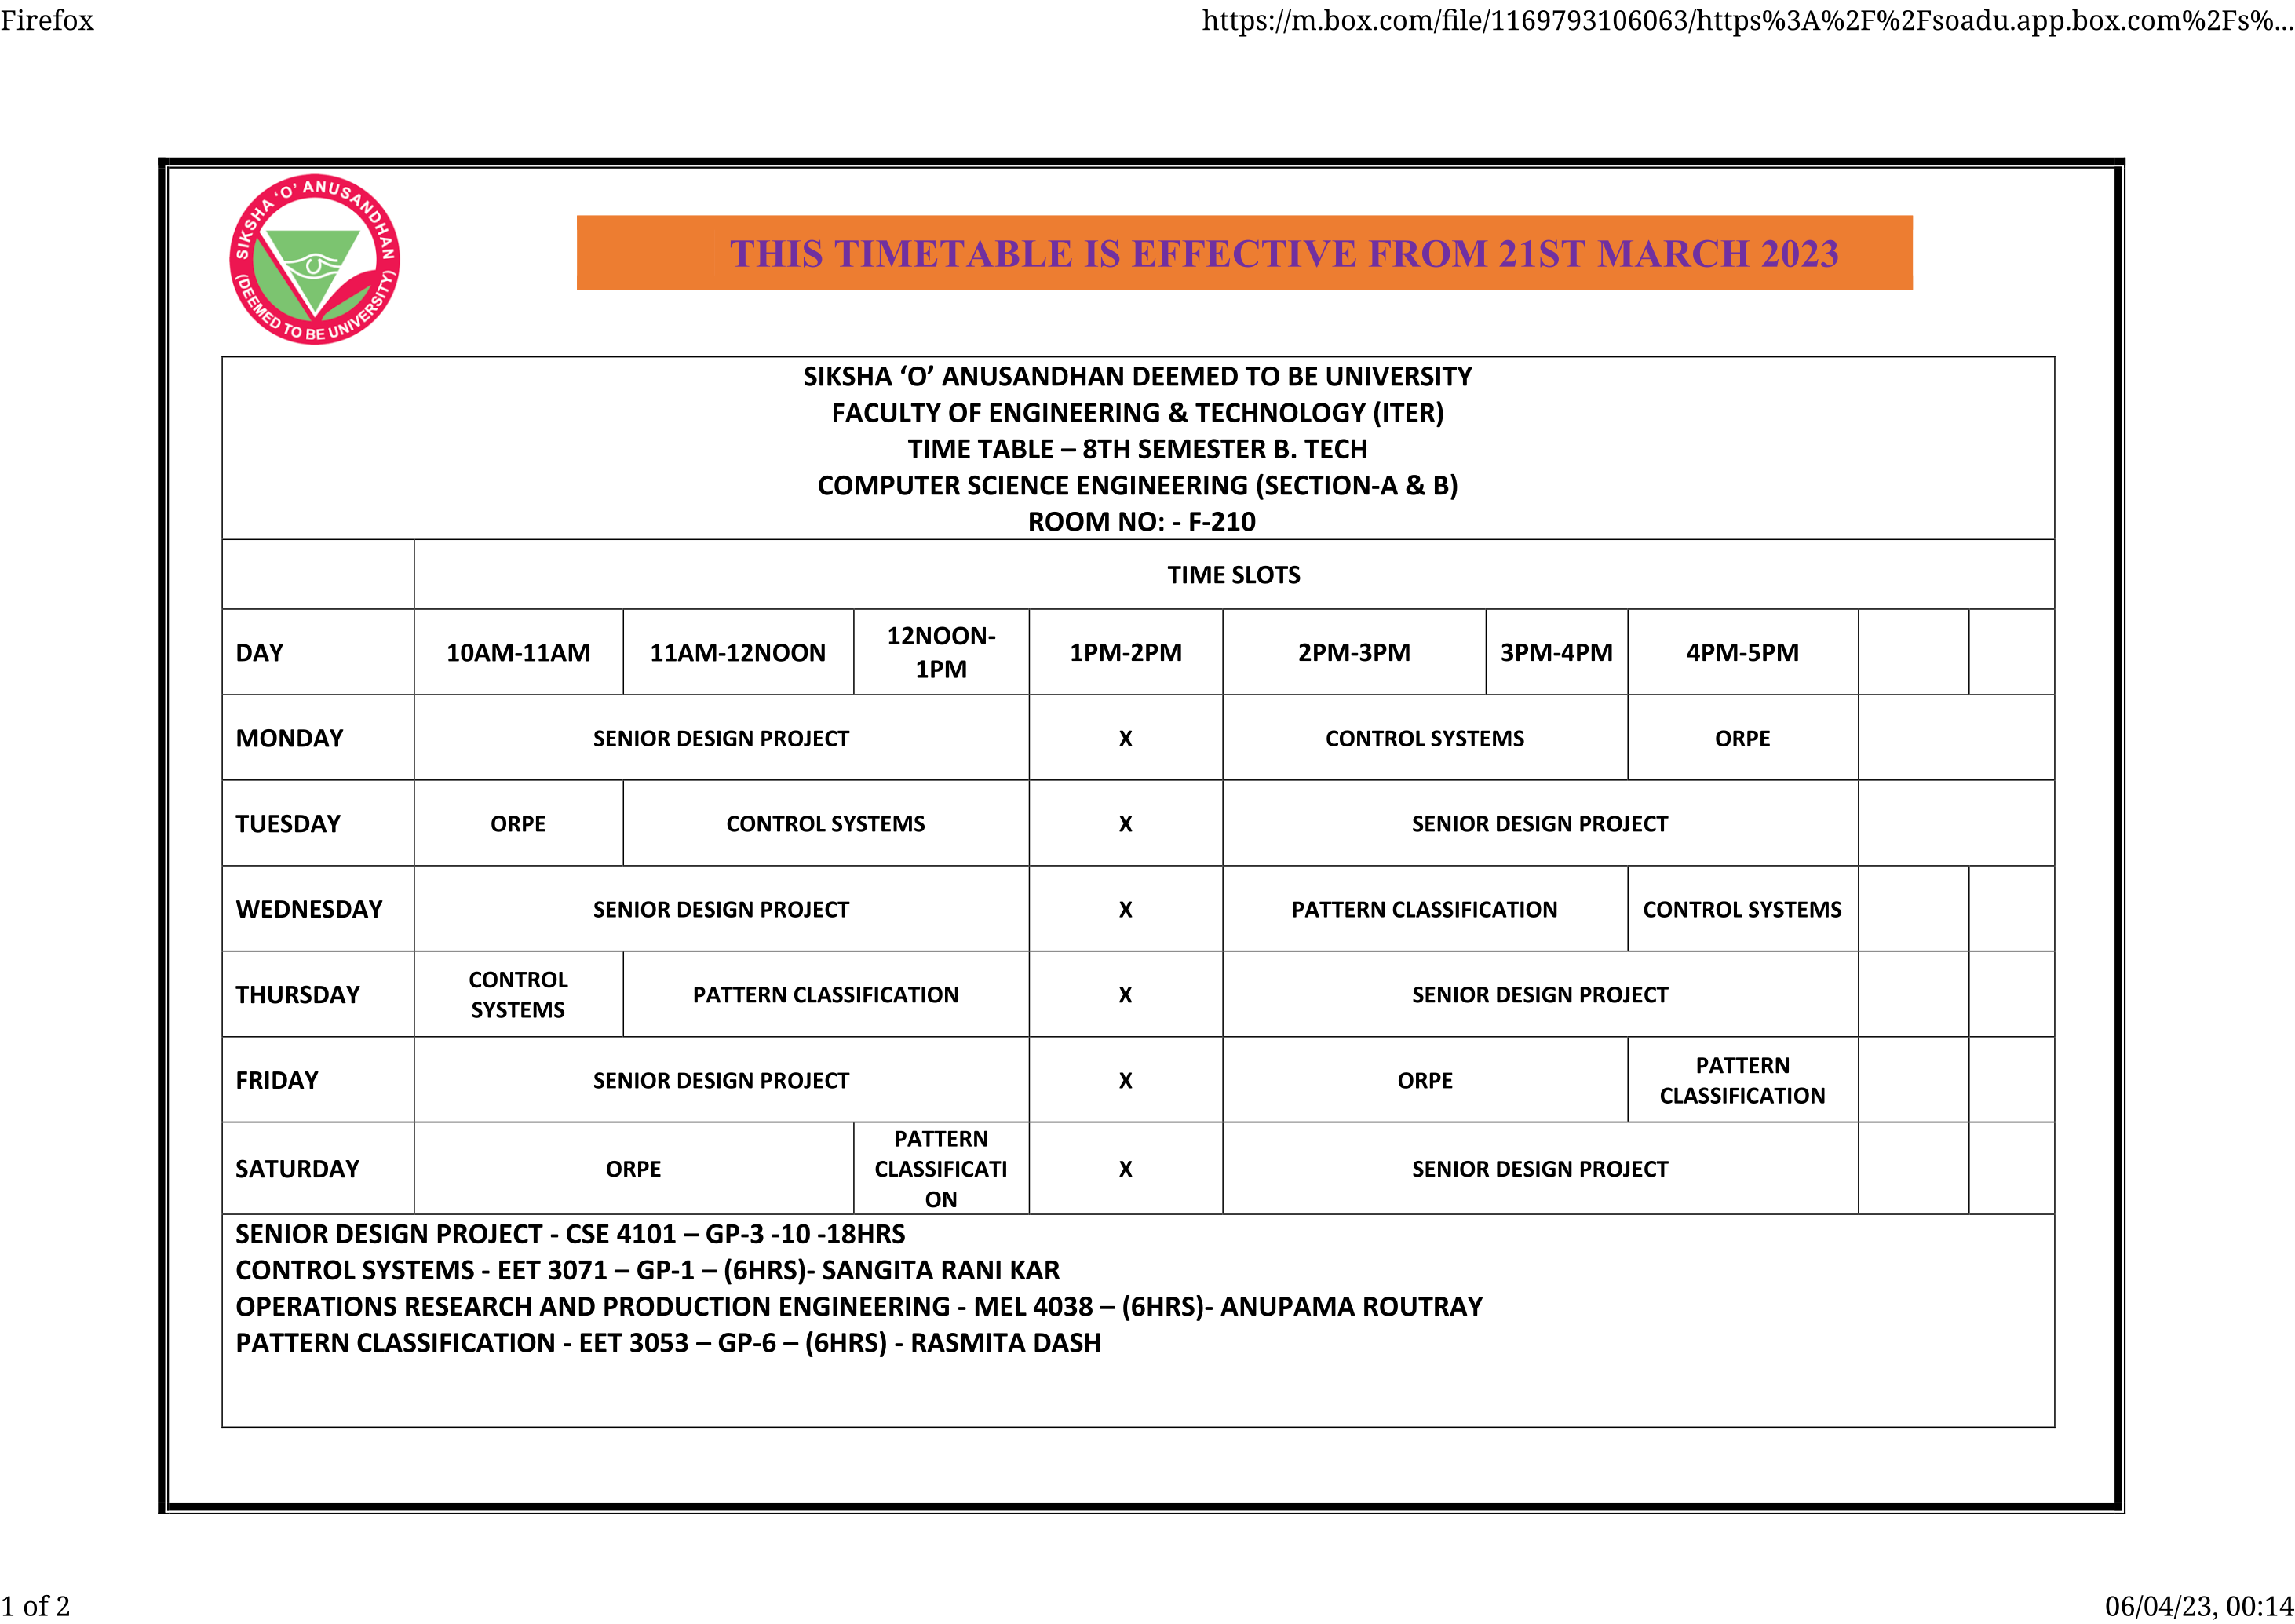 Firefox
https://m.box.com/file/1169793106063/https%3A%2F%2Fsoadu.app.box.com%2Fs%...
SIKSHA ‘O’ ANUSANDHAN
(DEEMED TO BE UNIVERSITY)
THIS TIMETABLE IS EFFECTIVE FROM 21ST MARCH 2023
SIKSHA ‘O’ ANUSANDHAN DEEMED TO BE UNIVERSITY
FACULTY OF ENGINEERING & TECHNOLOGY (ITER)
TIME TABLE – 8TH SEMESTER B. TECH
COMPUTER SCIENCE ENGINEERING (SECTION-A & B)
ROOM NO: - F-210
TIME SLOTS
DAY 10AM-11AM 11AM-12NOON 12NOON-
1PM 1PM-2PM 2PM-3PM 3PM-4PM 4PM-5PM
MONDAY SENIOR DESIGN PROJECT X CONTROL SYSTEMS ORPE
TUESDAY ORPE CONTROL SYSTEMS X SENIOR DESIGN PROJECT
WEDNESDAY SENIOR DESIGN PROJECT X PATTERN CLASSIFICATION CONTROL SYSTEMS
THURSDAY CONTROL
SYSTEMS PATTERN CLASSIFICATION X SENIOR DESIGN PROJECT
FRIDAY SENIOR DESIGN PROJECT X ORPE PATTERN
CLASSIFICATION
SATURDAY ORPE PATTERN
CLASSIFICATI
ON X SENIOR DESIGN PROJECT
SENIOR DESIGN PROJECT - CSE 4101 – GP-3 -10 -18HRS
CONTROL SYSTEMS - EET 3071 – GP-1 – (6HRS)- SANGITA RANI KAR
OPERATIONS RESEARCH AND PRODUCTION ENGINEERING - MEL 4038 – (6HRS)- ANUPAMA ROUTRAY
PATTERN CLASSIFICATION - EET 3053 – GP-6 – (6HRS) - RASMITA DASH
1 of 2
06/04/23, 00:14